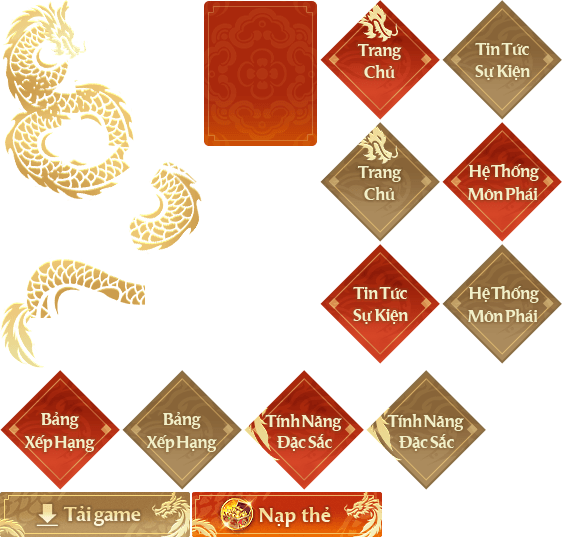 Trang
Chủ
Tin Tức
Sự Kiện
Trang
Chủ
Hệ Thống
Môn Phái
Tin Tức
Sự Kiện
Hệ Thống
Môn Phái
Bảng
Xếp Hạng
Bảng
Xếp Hạng
Tính Năng
Đặc Sắc
Tính Năng
Đặc Sắc
Tải game
Nạp thẻ